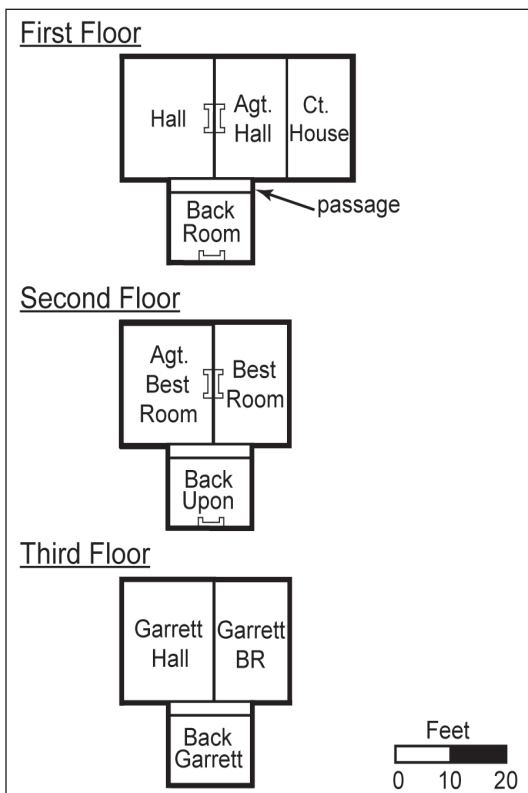 First Floor
Hall
Agt.
Hall
Ct.
House
passage
Back
Room
Second Floor
Agt.
Best
Room
Best
Room
Back
Upon
Third Floor
Garrett
Hall
Garrett
BR
Back
Garrett
Feet
0 10 20